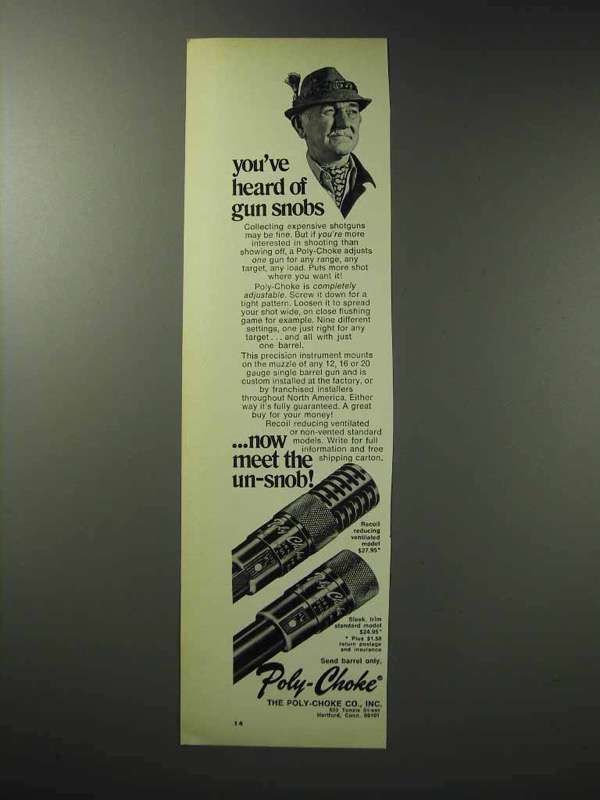 you've
heard of
gun snobs
Collecting expensive shotguns
may be fine. But if you're more
interested in shooting than
showing off, a Poly-Choke adjusts
one gun for any range, any
target, any load. Puts more shot
where you want it!
Poly-Choke is completely
adjustable. Screw it down for a
tight pattern. Loosen it to spread
your shot wide, on close flushing
game for example. Nine different
settings, one just right for any
target... and all with just
one barrel.
This precision instrument mounts
on the muzzle of any 12, 16 or 20
gauge single barrel gun and is
custom installed at the factory, or
by franchised installers
throughout North America. Either
way it's fully guaranteed. A great
buy for your money!
Recoil reducing ventilated
or non-vented standard
models. Write for full
information and free
shipping carton.
...now
meet the
un-snob!
Poly Choke
Recoil
reducing
ventilated
model
$27.95*
Poly Choke
Sleek, trim
standard model
$24.95*
* Plus $1.50
return postage
and insurance
Send barrel only.
Poly-Choke®
THE POLY-CHOKE CO., INC.
Hartford, Conn. 06101
14